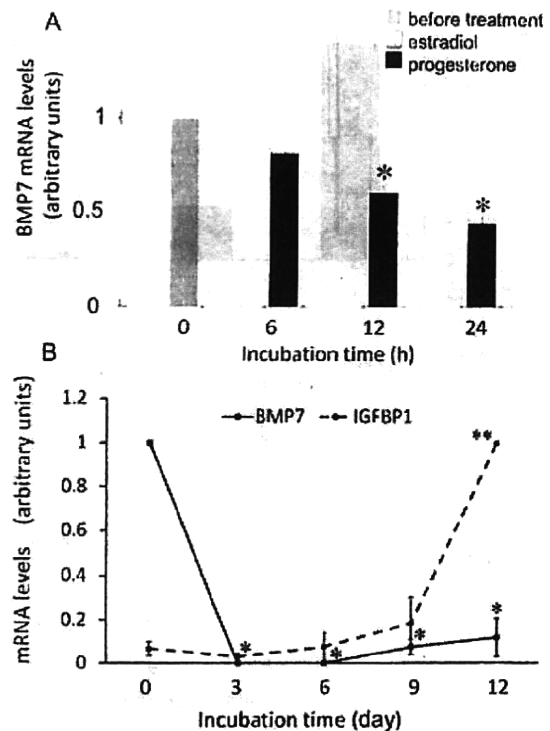 A
before treatment
estradiol
progesterone
BMP7 mRNA levels
(arbitrary units)
1
0.5
0
*
*
0 6 12 24
Incubation time (h)
B
mRNA levels (arbitrary units)
1.2
1
0.8
0.6
0.4
0.2
0
BMP7 IGFBP1
**
*
*
*
*
0 3 6 9 12
Incubation time (day)